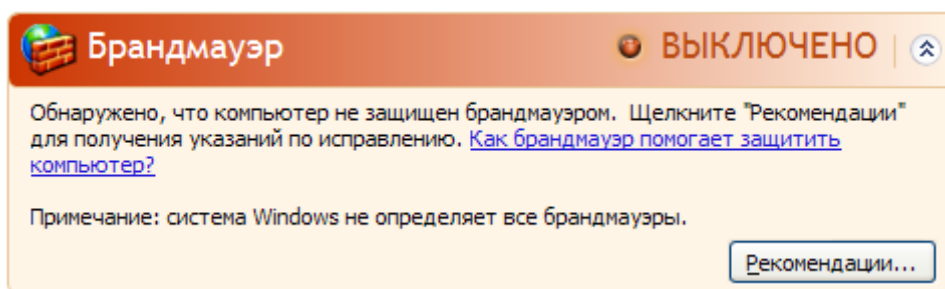 Брандмауэр
ВЫКЛЮЧЕНО
Обнаружено, что компьютер не защищен брандмауэром. Щелкните "Рекомендации"
для получения указаний по исправлению. Как брандмауэр помогает защитить
компьютер?
Примечание: система Windows не определяет все брандмауэры.
Рекомендации...